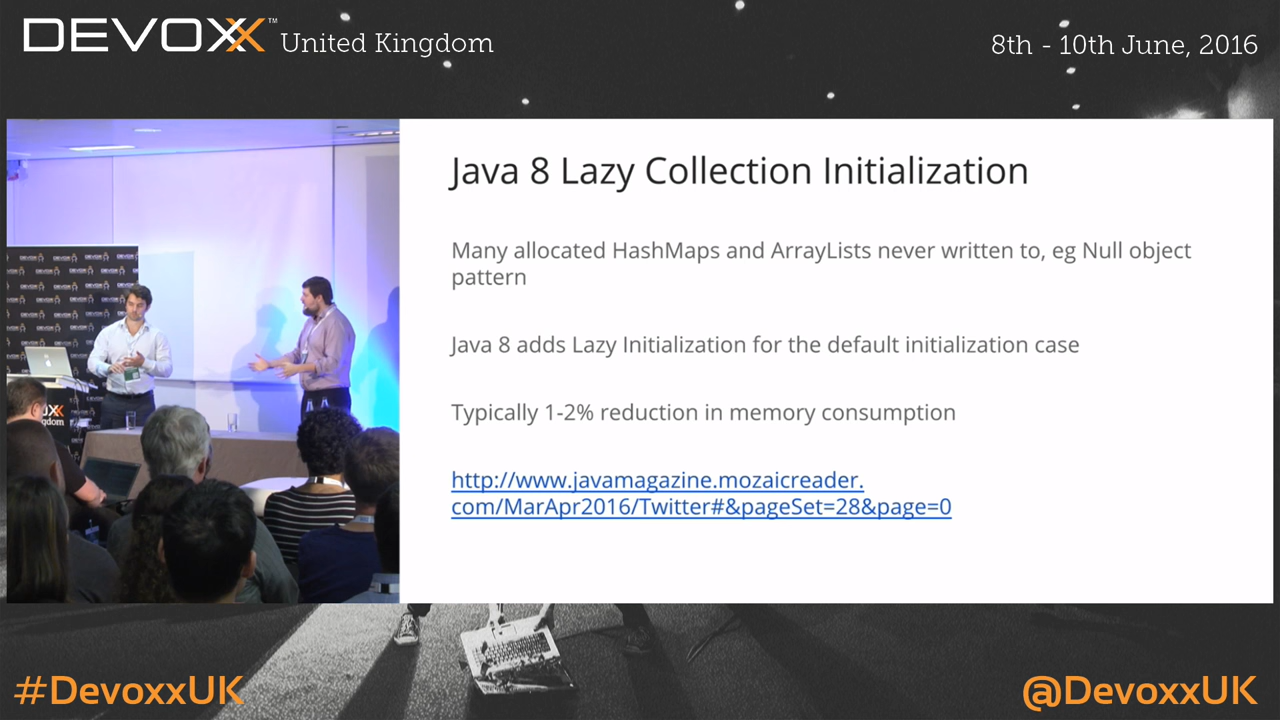 DEVOXX™ United Kingdom
8th - 10th June, 2016
Java 8 Lazy Collection Initialization
Many allocated HashMaps and ArrayLists never written to, eg Null object
pattern
Java 8 adds Lazy Initialization for the default initialization case
Typically 1-2% reduction in memory consumption
http://www.javamagazine.mozaicreader.
com/MarApr2016/Twitter#&pageSet=28&page=0
#DevoxxUK
@DevoxxUK